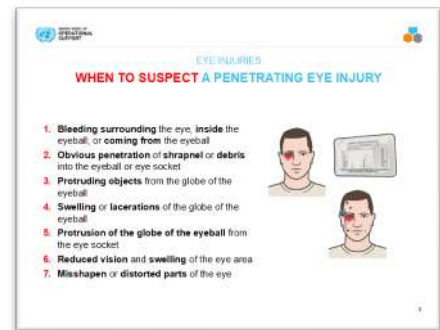 OPERATIONAL
SUPPORT
EYE INJURIES
WHEN TO SUSPECT A PENETRATING EYE INJURY
1. Bleeding surrounding the eye, inside the
eyeball, or coming from the eyeball
2. Obvious penetration of shrapnel or debris
into the eyeball or eye socket
3. Protruding objects from the globe of the
eyeball
4. Swelling or lacerations of the globe of the
eyeball
5. Protrusion of the globe of the eyeball from
the eye socket
6. Reduced vision and swelling of the eye area
7. Misshapen or distorted parts of the eye